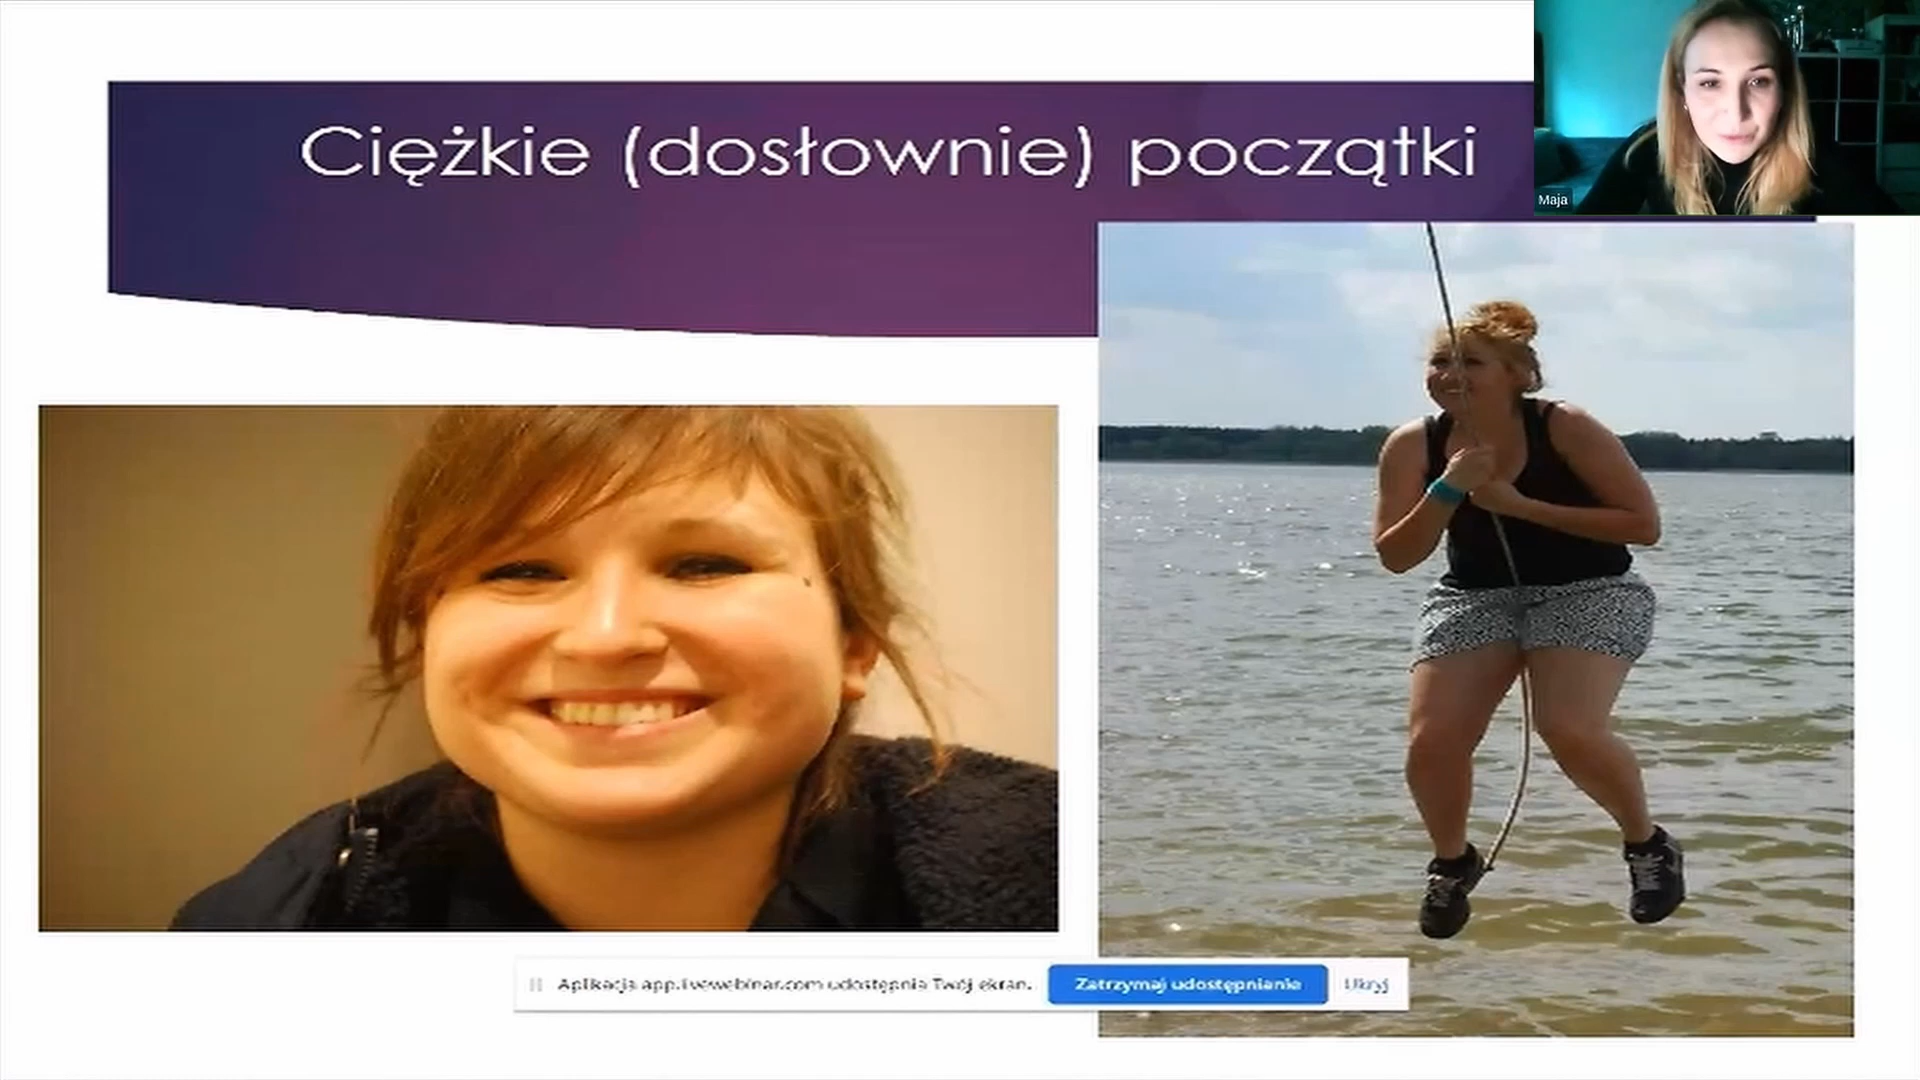 Ciężkie (dosłownie) początki
Maja
Aplikacja app.livewebinar.com udostępnia Twój ekran.
Zatrzymaj udostępnianie
Ukryj